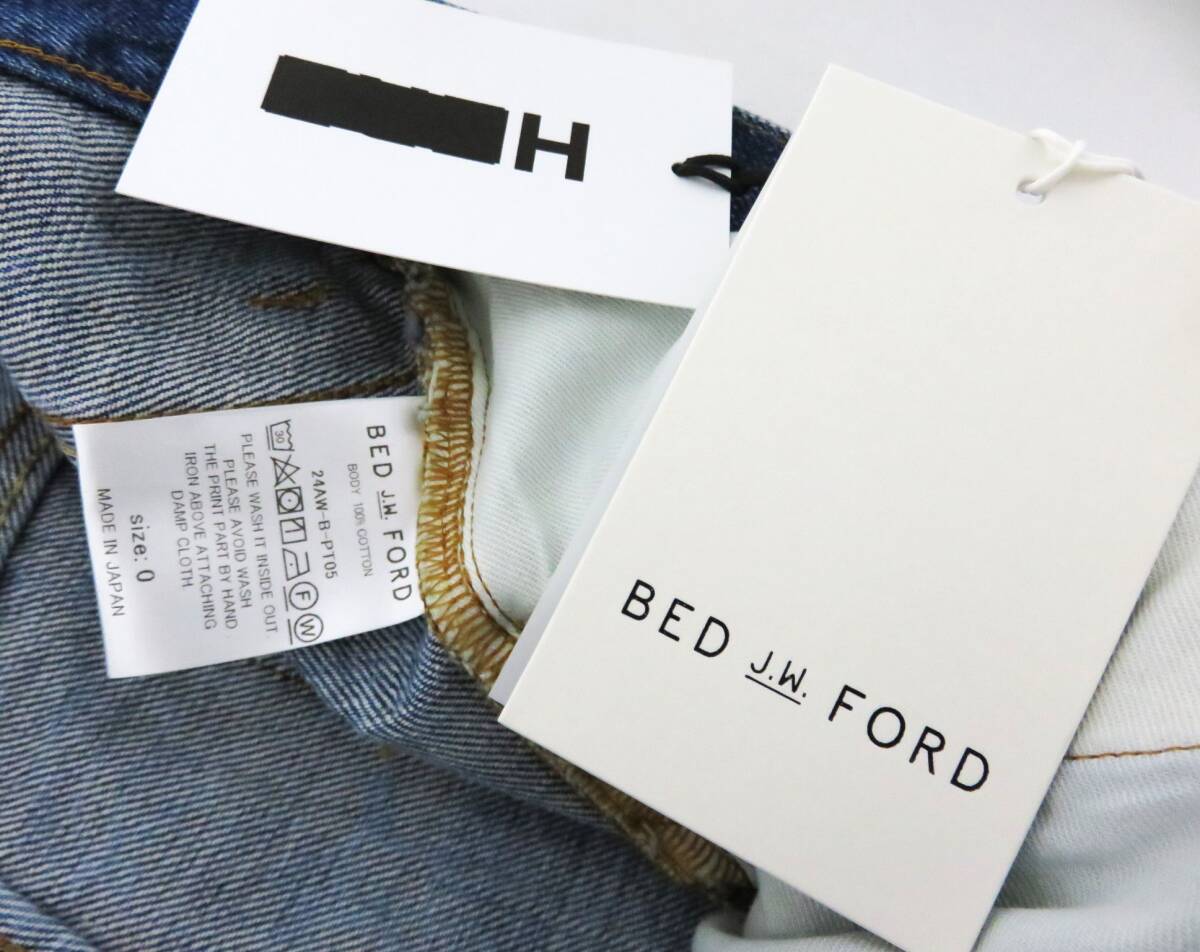 H
BED J.W. FORD
BED J.W. FORD
BODY 100% COTTON
24AW-B-PT05
30
F W
PLEASE WASH IT INSIDE OUT.
PLEASE AVOID WASH
THE PRINT PART BY HAND.
IRON ABOVE ATTACHING
DAMP CLOTH.
size: 0
MADE IN JAPAN